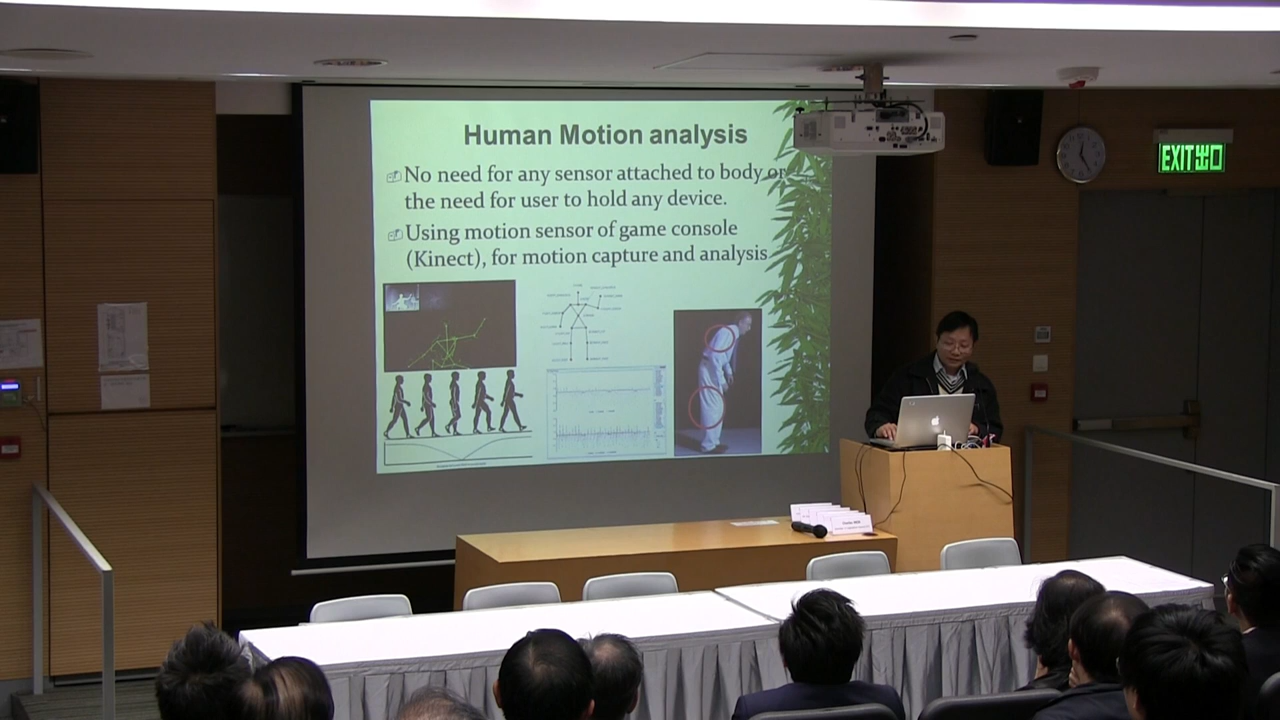 Human Motion analysis
No need for any sensor attached to body or
the need for user to hold any device.
Using motion sensor of game console
(Kinect), for motion capture and analysis
EXIT出口